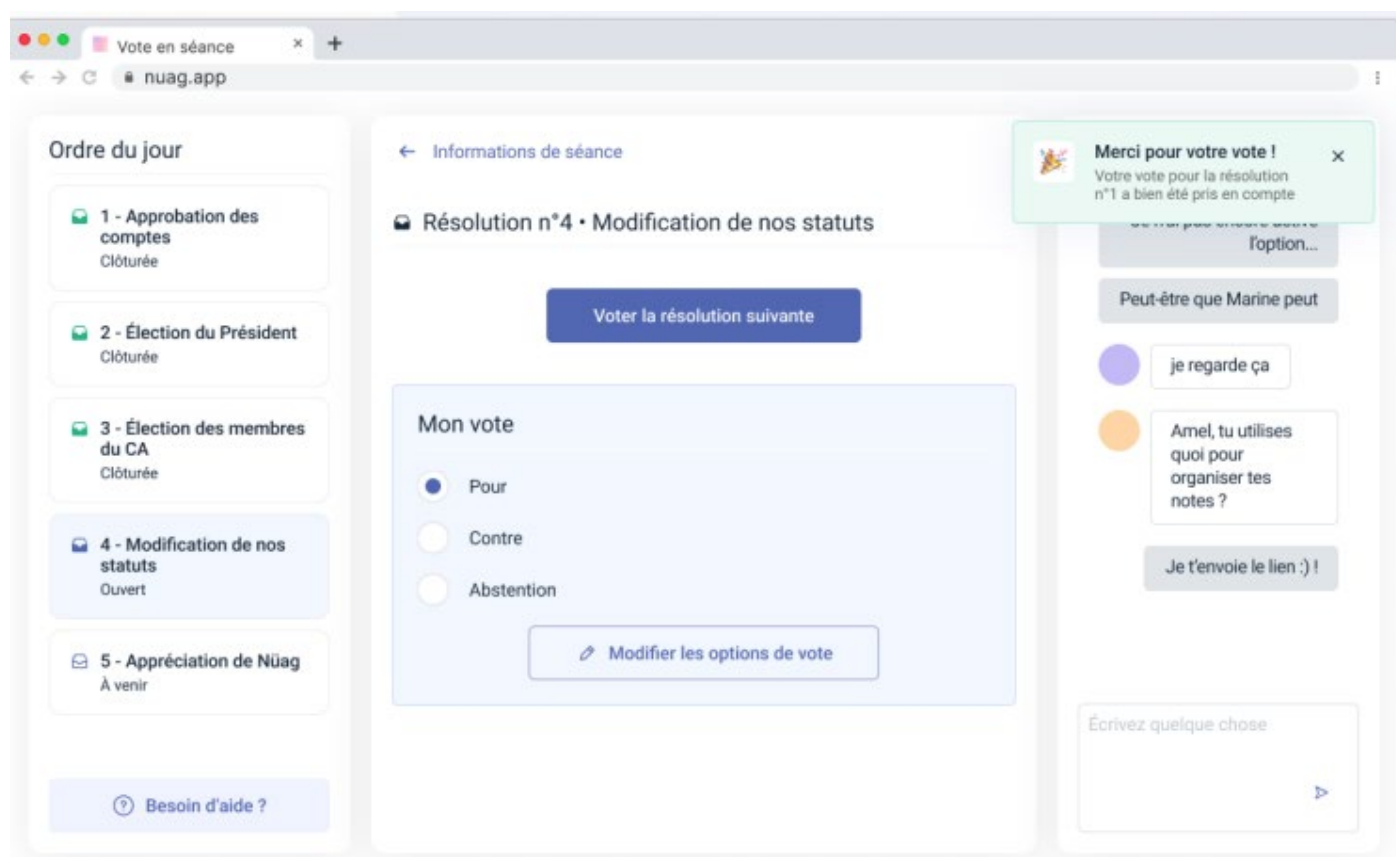 Vote en séance
nuag.app
Ordre du jour
1 - Approbation des
comptes
Clôturée
2 - Élection du Président
Clôturée
3 - Élection des membres
du CA
Clôturée
4 - Modification de nos
statuts
Ouvert
5 - Appréciation de Nüag
À venir
Besoin d'aide ?
Informations de séance
Résolution n°4 • Modification de nos statuts
Voter la résolution suivante
Mon vote
Pour
Contre
Abstention
Modifier les options de vote
Merci pour votre vote !
Votre vote pour la résolution
n°1 a bien été pris en compte
l'option...
Peut-être que Marine peut
je regarde ça
Amel, tu utilises
quoi pour
organiser tes
notes ?
Je t'envoie le lien :) !
Écrivez quelque chose